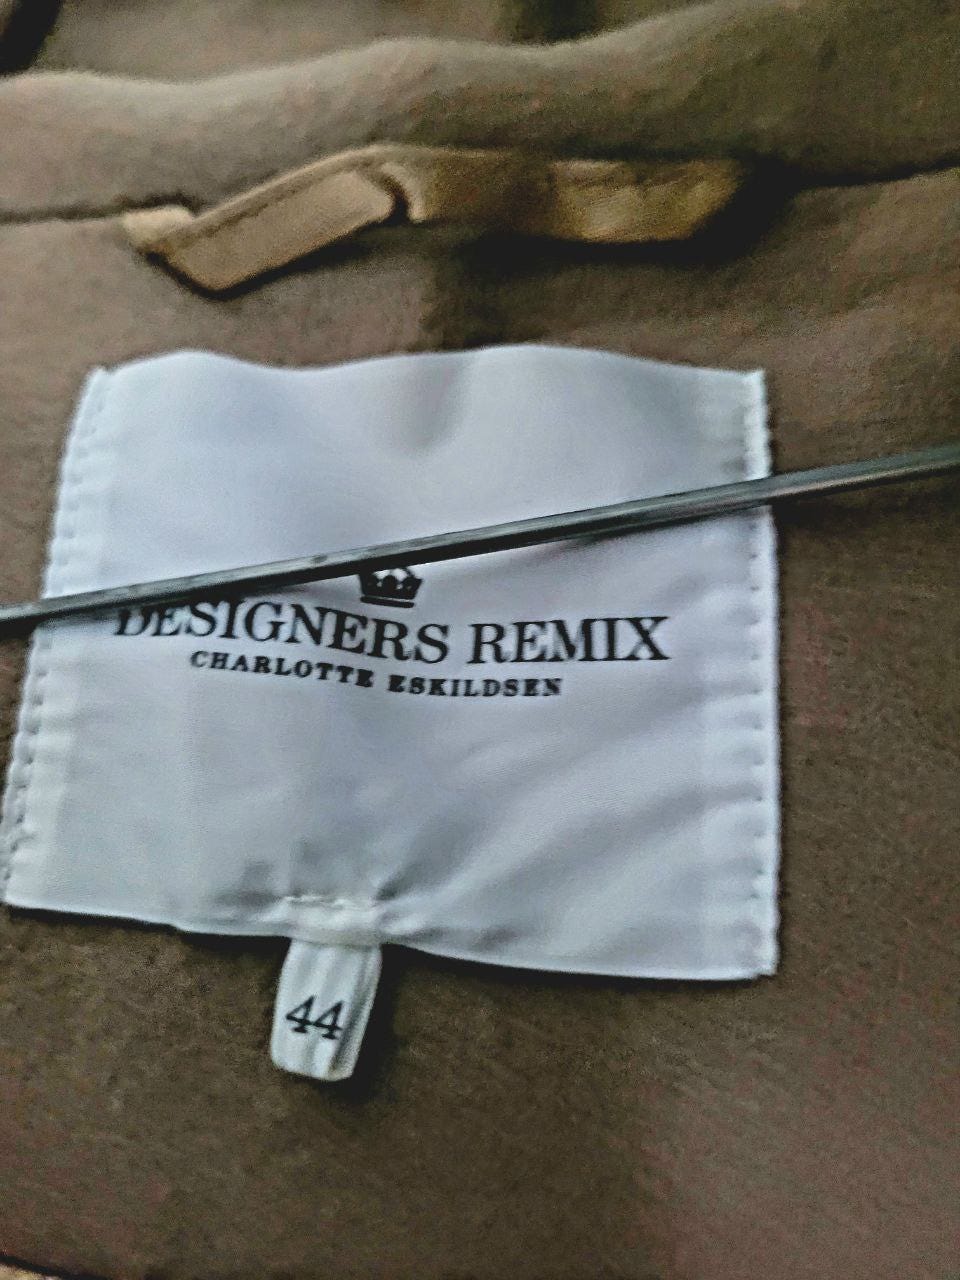 DESIGNERS REMIX
CHARLOTTE ESKILDSEN
44